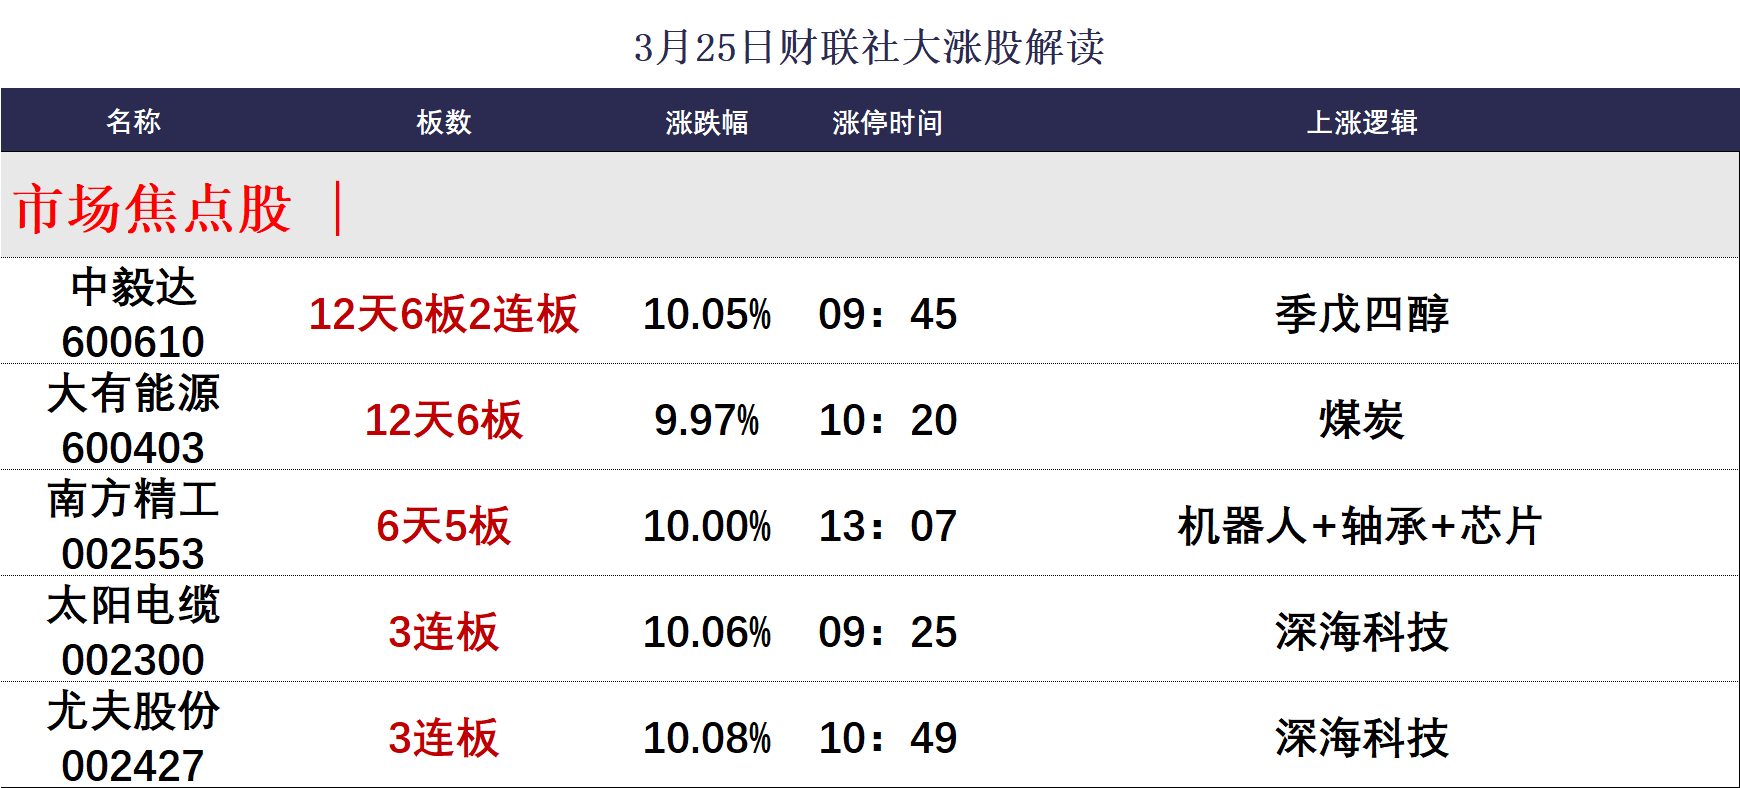 3月25日财联社大涨股解读
名称 板数 涨跌幅 涨停时间 上涨逻辑
市场焦点股 |
中毅达
600610 12天6板2连板 10.05% 09：45 季戊四醇
大有能源
600403 12天6板 9.97% 10：20 煤炭
南方精工
002553 6天5板 10.00% 13：07 机器人+轴承+芯片
太阳电缆
002300 3连板 10.06% 09：25 深海科技
尤夫股份
002427 3连板 10.08% 10：49 深海科技